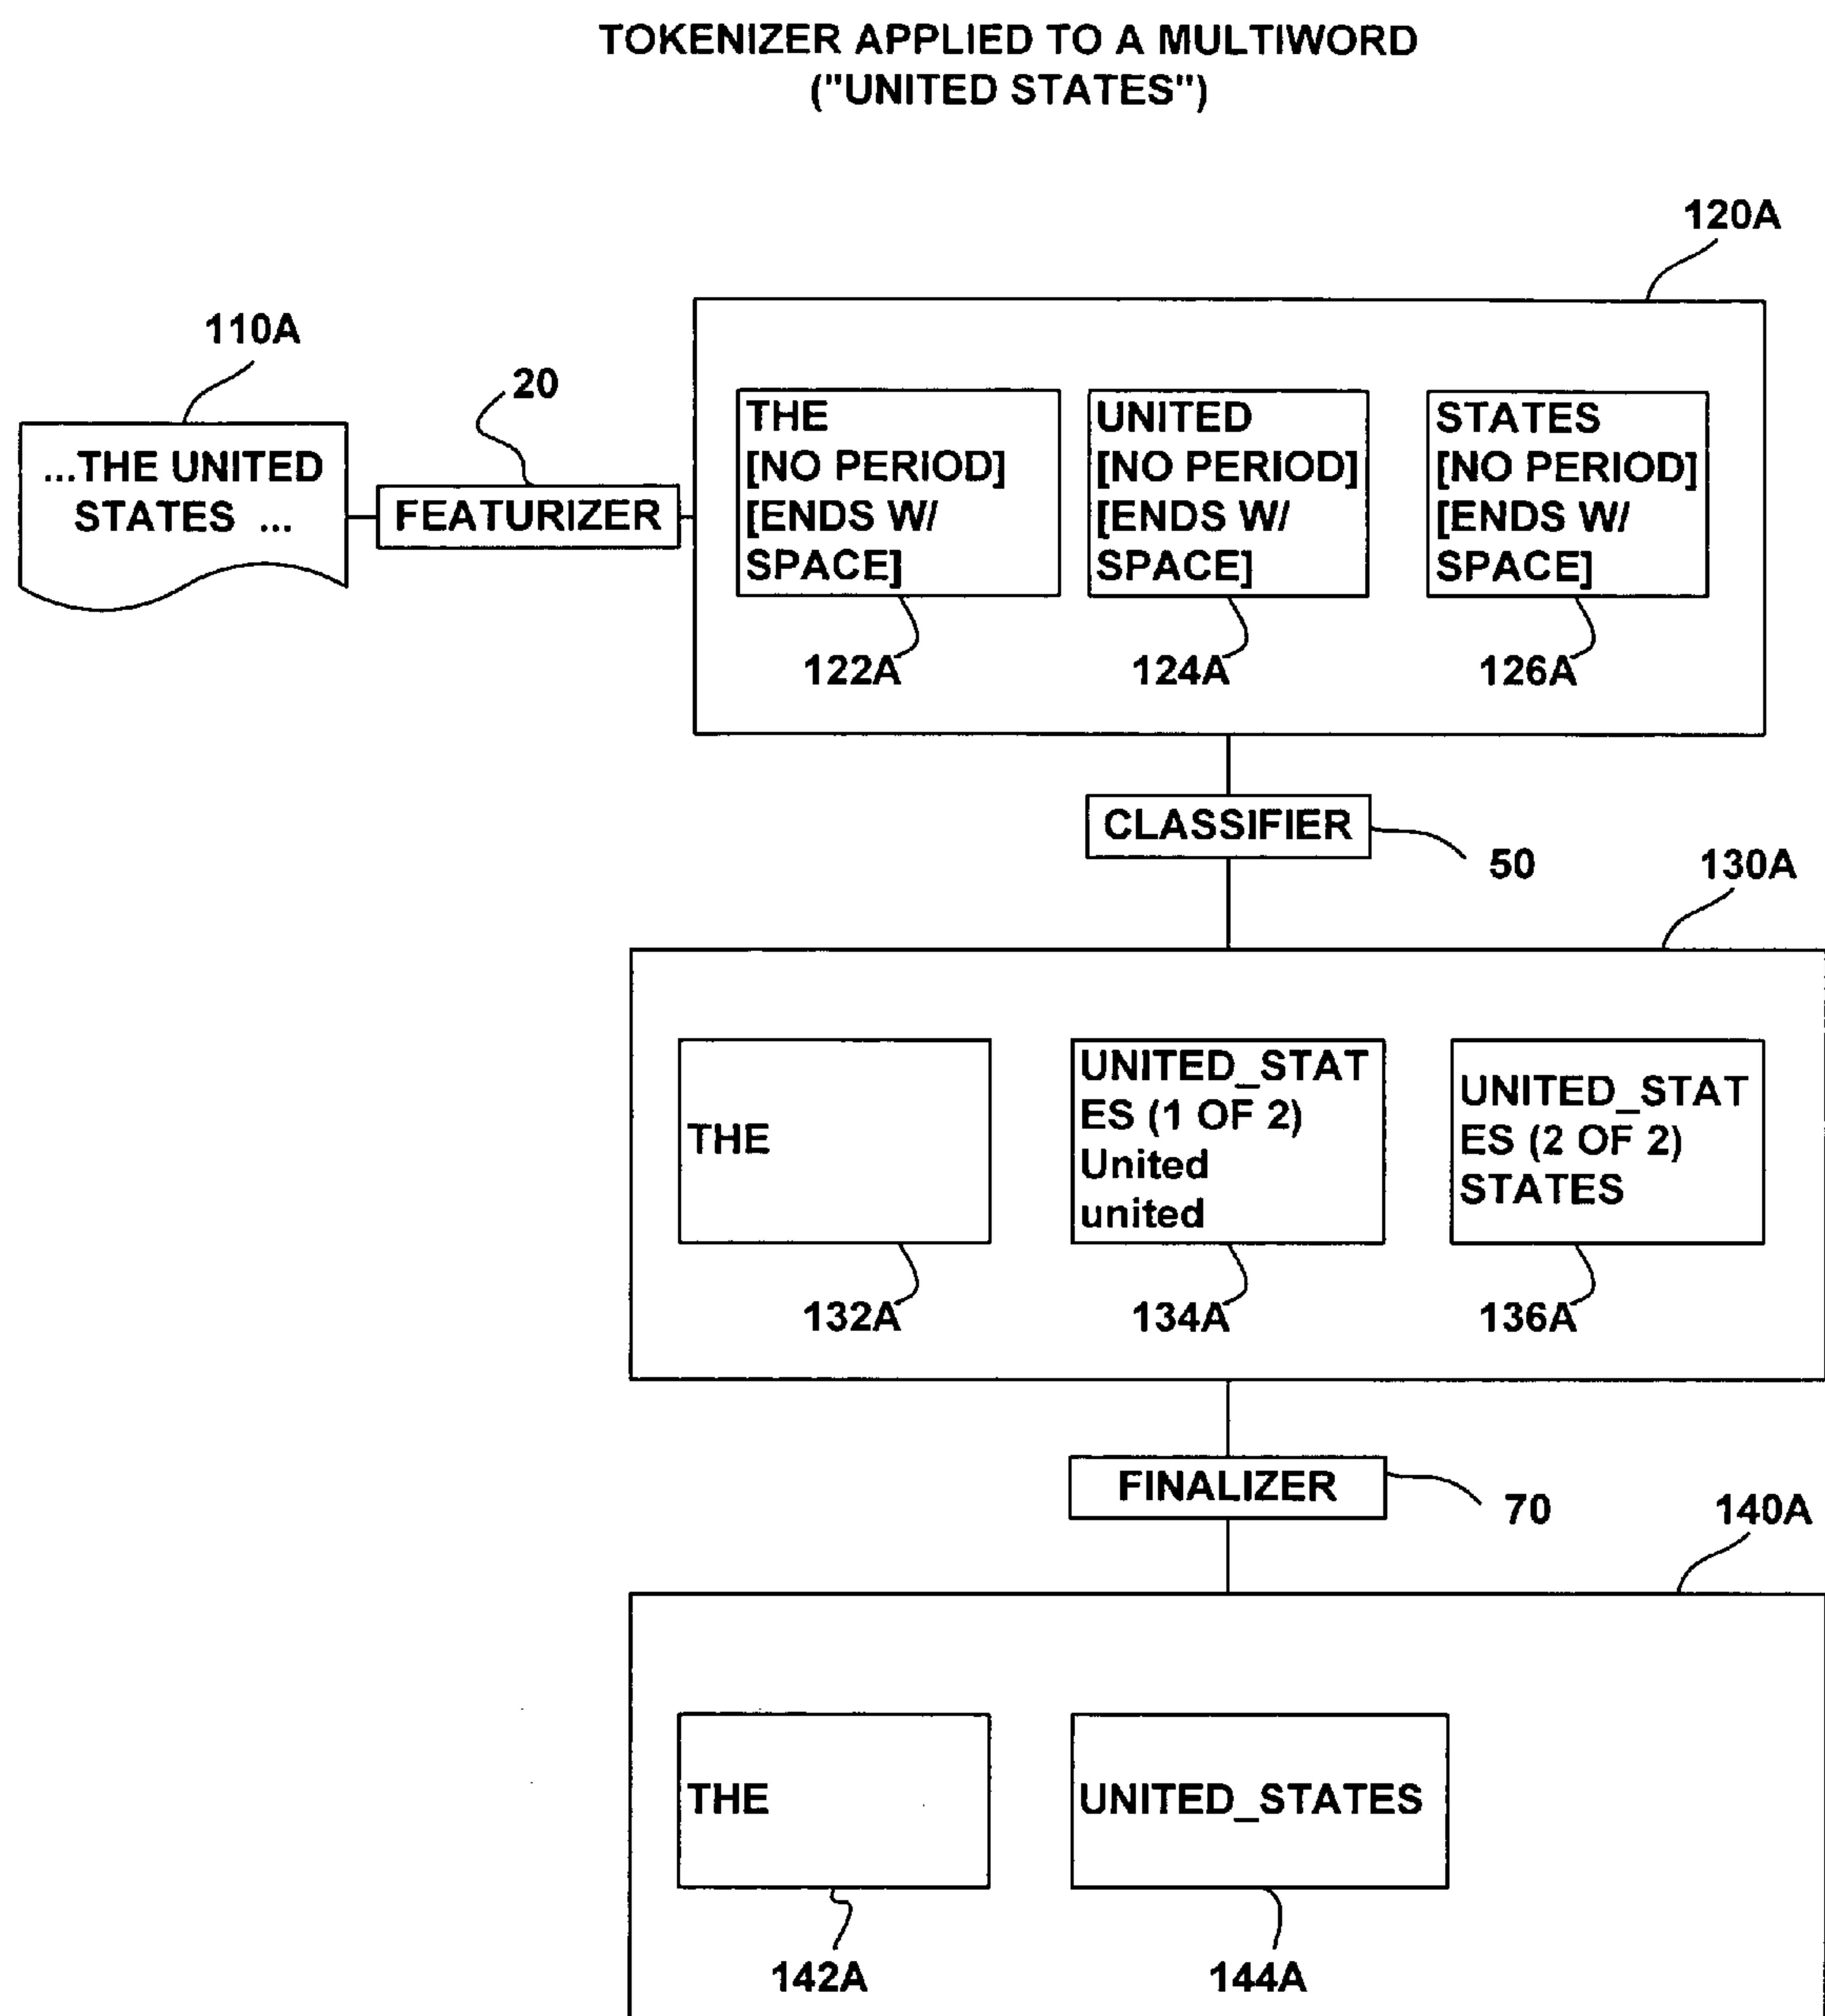 TOKENIZER APPLIED TO A MULTIWORD
("UNITED STATES")
120A
110A
20
...THE UNITED
STATES ...
FEATURIZER
THE
[NO PERIOD]
[ENDS W/
SPACE]
UNITED
[NO PERIOD]
[ENDS W/
SPACE]
STATES
[NO PERIOD]
[ENDS W/
SPACE]
122A
124A
126A
CLASSIFIER
50
130A
THE
UNITED_STAT
ES (1 OF 2)
United
united
UNITED_STAT
ES (2 OF 2)
STATES
132A
134A
136A
FINALIZER
70
140A
THE
UNITED_STATES
142A
144A